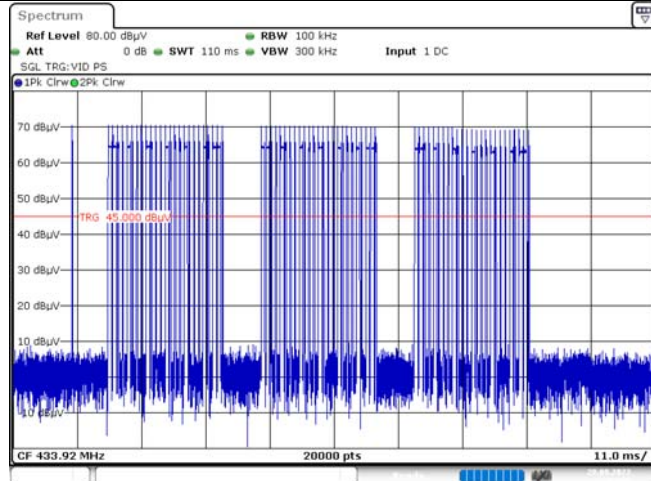 Spectrum
Ref Level 80.00 dBµV RBW 100 kHz
Att 0 dB SWT 110 ms VBW 300 kHz Input 1 DC
SGL TRG:VID PS
1Pk Clrw 2Pk Clrw
70 dBµV
60 dBµV
50 dBµV
TRG 45.000 dBµV
40 dBµV
30 dBµV
20 dBµV
10 dBµV
-10 dBµV
CF 433.92 MHz 20000 pts 11.0 ms/